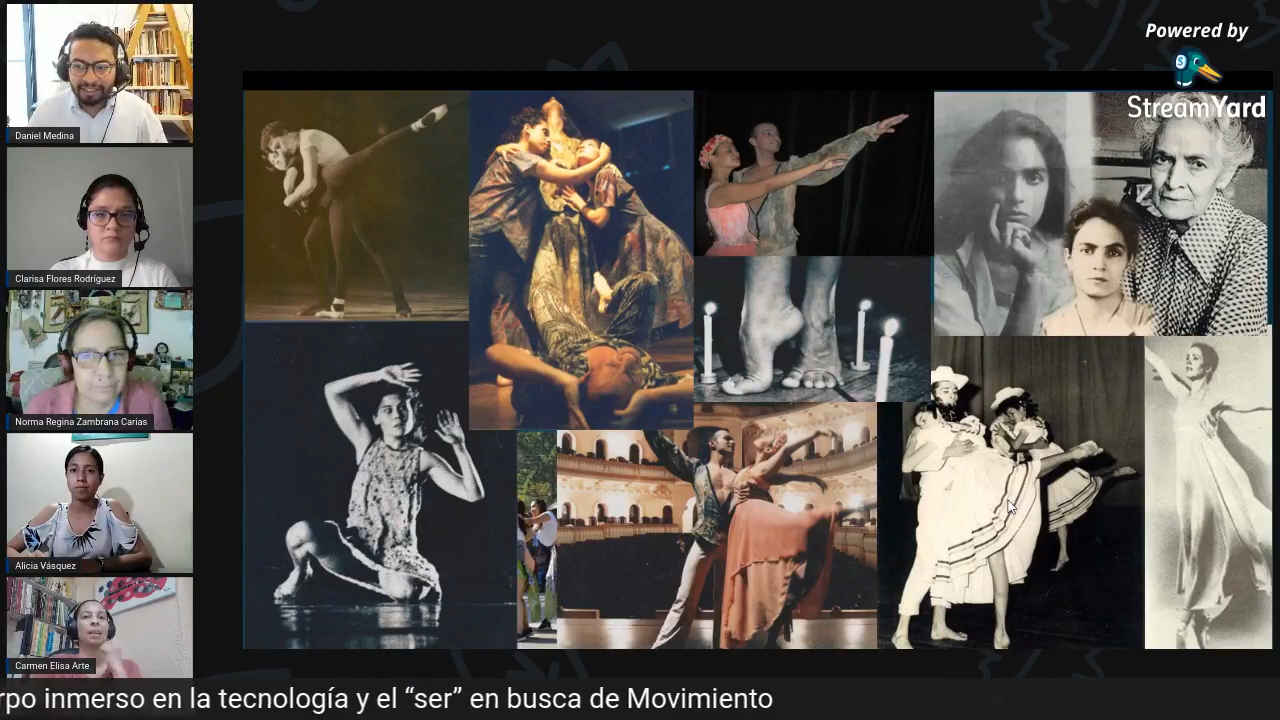 Powered by
StreamYard
Daniel Medina
Clarisa Flores Rodríguez
Norma Regina Zambrana Carias
Alicia Vásquez
Carmen Elisa Arte
rpo inmerso en la tecnología y el “ser” en busca de Movimiento